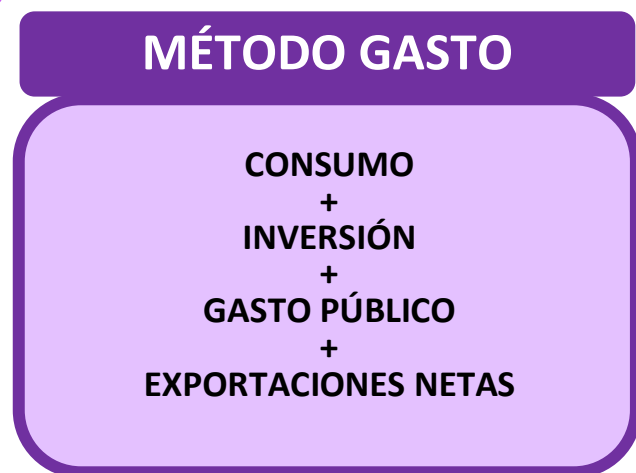 MÉTODO GASTO
CONSUMO
+
INVERSIÓN
+
GASTO PÚBLICO
+
EXPORTACIONES NETAS